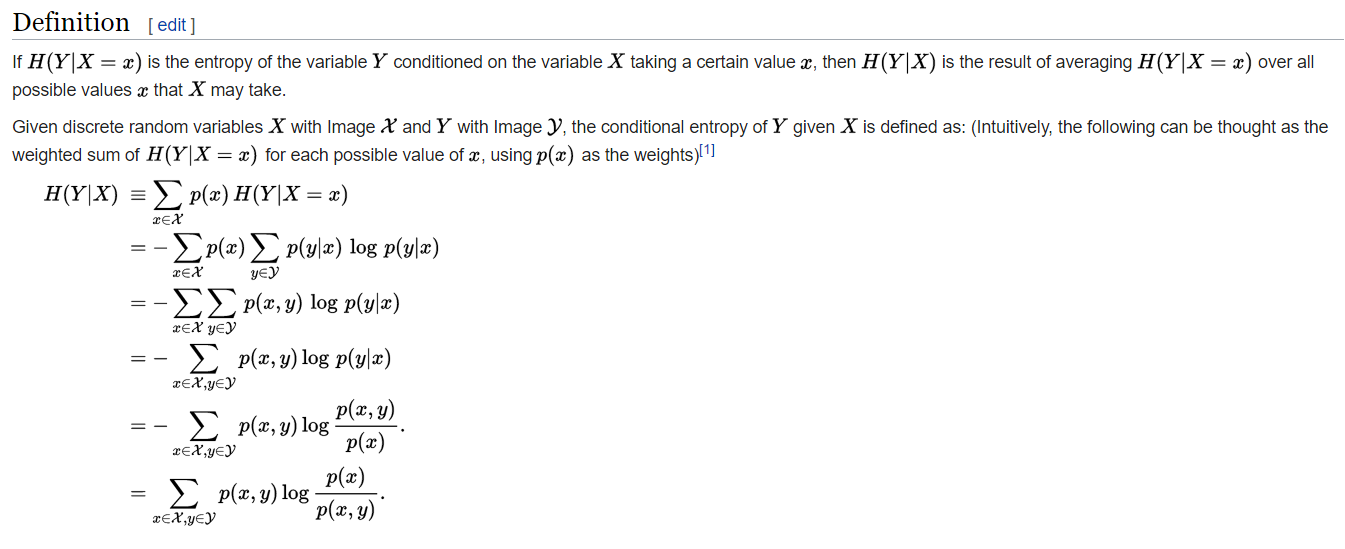 Definition [ edit ]
If H(Y|X = x) is the entropy of the variable Y conditioned on the variable X taking a certain value x, then H(Y|X) is the result of averaging H(Y|X = x) over all
possible values x that X may take.
Given discrete random variables X with Image 𝒳 and Y with Image 𝒴, the conditional entropy of Y given X is defined as: (Intuitively, the following can be thought as the
weighted sum of H(Y|X = x) for each possible value of x, using p(x) as the weights)[1]
H(Y|X) ≡ ∑_{x∈𝒳} p(x) H(Y|X = x)
= − ∑_{x∈𝒳} p(x) ∑_{y∈𝒴} p(y|x) log p(y|x)
= − ∑_{x∈𝒳} ∑_{y∈𝒴} p(x, y) log p(y|x)
= − ∑_{x∈𝒳,y∈𝒴} p(x, y) log p(y|x)
= − ∑_{x∈𝒳,y∈𝒴} p(x, y) log \frac{p(x, y)}{p(x)}.
= ∑_{x∈𝒳,y∈𝒴} p(x, y) log \frac{p(x)}{p(x, y)}.